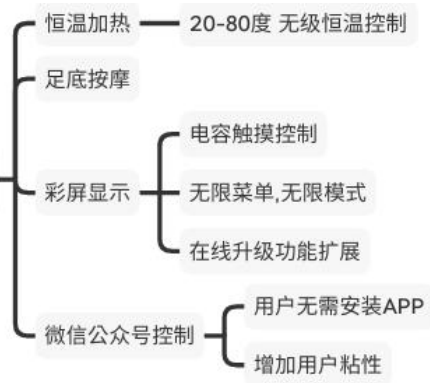 恒温加热
20-80度 无级恒温控制
足底按摩
彩屏显示
电容触摸控制
无限菜单,无限模式
在线升级功能扩展
微信公众号控制
用户无需安装APP
增加用户粘性